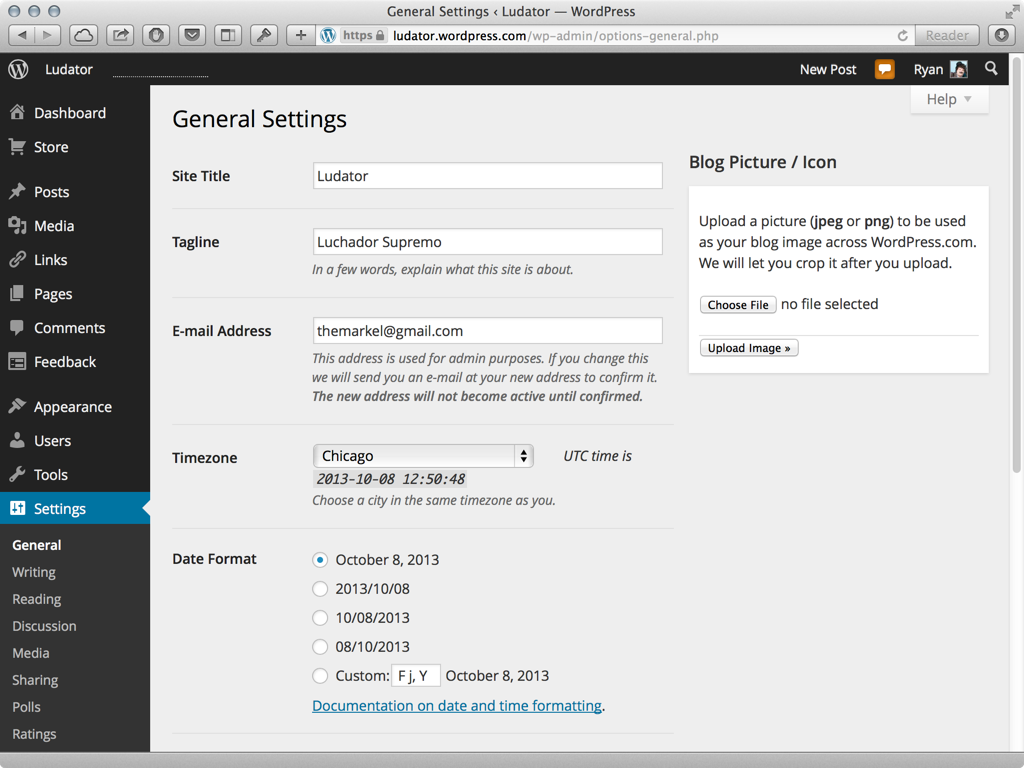 General Settings ‹ Ludator — WordPress
https ludator.wordpress.com/wp-admin/options-general.php
Reader
Ludator
New Post
Ryan
Help
Dashboard
Store
Posts
Media
Links
Pages
Comments
Feedback
Appearance
Users
Tools
Settings
General
Writing
Reading
Discussion
Media
Sharing
Polls
Ratings
General Settings
Site Title
Ludator
Tagline
Luchador Supremo
In a few words, explain what this site is about.
E-mail Address
themarkel@gmail.com
This address is used for admin purposes. If you change this
we will send you an e-mail at your new address to confirm it.
The new address will not become active until confirmed.
Timezone
Chicago
UTC time is
2013-10-08 12:50:48
Choose a city in the same timezone as you.
Date Format
October 8, 2013
2013/10/08
10/08/2013
08/10/2013
Custom: F j, Y October 8, 2013
Documentation on date and time formatting.
Blog Picture / Icon
Upload a picture (jpeg or png) to be used
as your blog image across WordPress.com.
We will let you crop it after you upload.
Choose File no file selected
Upload Image »